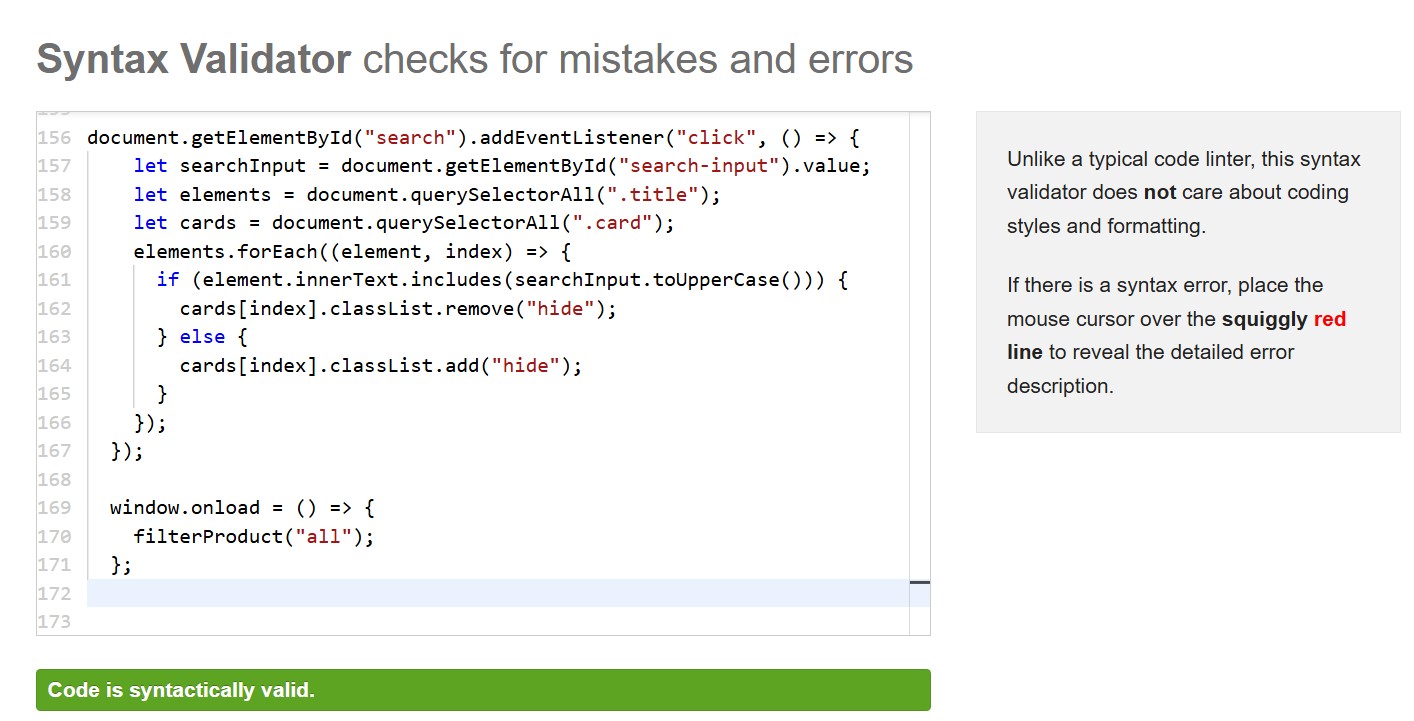 Syntax Validator checks for mistakes and errors
156 document.getElementById("search").addEventListener("click", () => {
157     let searchInput = document.getElementById("search-input").value;
158     let elements = document.querySelectorAll(".title");
159     let cards = document.querySelectorAll(".card");
160     elements.forEach((element, index) => {
161       if (element.innerText.includes(searchInput.toUpperCase())) {
162         cards[index].classList.remove("hide");
163       } else {
164         cards[index].classList.add("hide");
165       }
166     });
167   });
168
169   window.onload = () => {
170     filterProduct("all");
171   };
172
173
Code is syntactically valid.
Unlike a typical code linter, this syntax
validator does not care about coding
styles and formatting.
If there is a syntax error, place the
mouse cursor over the squiggly red
line to reveal the detailed error
description.